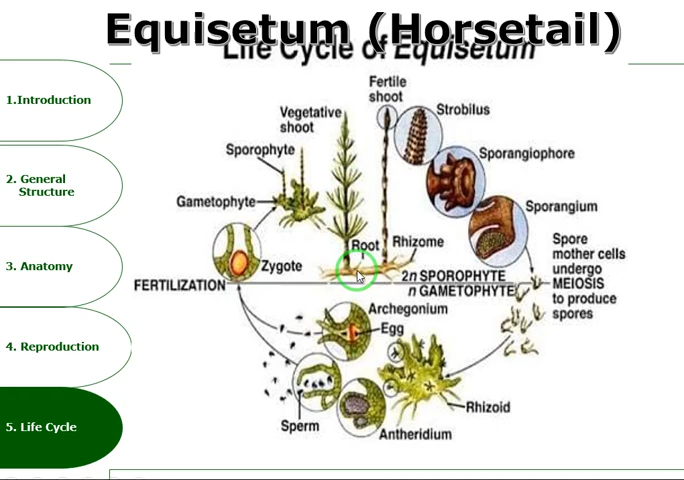 Equisetum (Horsetail)
Life Cycle of Equisetum
1.Introduction
2. General
Structure
3. Anatomy
4. Reproduction
5. Life Cycle
Fertile
shoot
Strobilus
Vegetative
shoot
Sporophyte
Sporangiophore
Gametophyte
Sporangium
Root
Rhizome
Zygote
Spore
mother cells
undergo
MEIOSIS
to produce
spores
2n SPOROPHYTE
n GAMETOPHYTE
FERTILIZATION
Archegonium
Egg
Rhizoid
Sperm
Antheridium